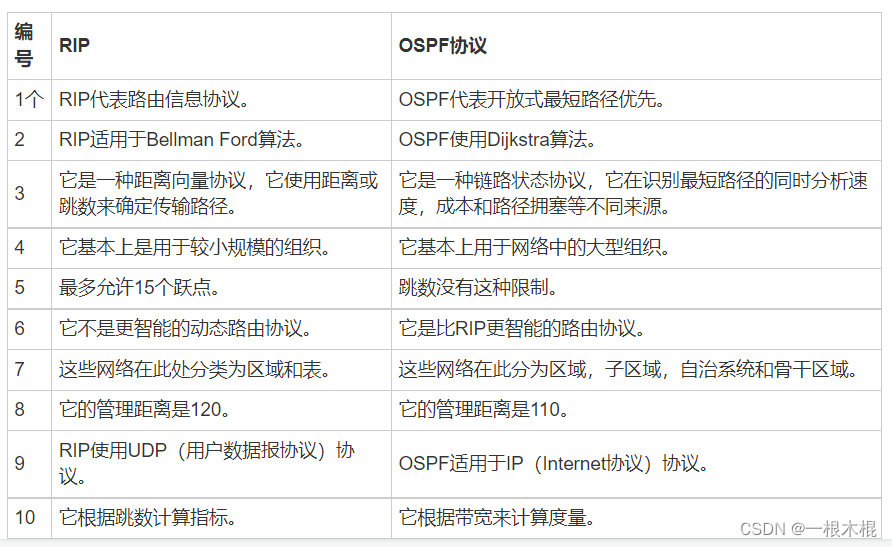 编号 RIP OSPF协议
1个 RIP代表路由信息协议。 OSPF代表开放式最短路径优先。
2 RIP适用于Bellman Ford算法。 OSPF使用Dijkstra算法。
3 它是一种距离向量协议，它使用距离或
跳数来确定传输路径。 它是一种链路状态协议，它在识别最短路径的同时分析速
度，成本和路径拥塞等不同来源。
4 它基本上是用于较小规模的组织。 它基本上用于网络中的大型组织。
5 最多允许15个跃点。 跳数没有这种限制。
6 它不是更智能的动态路由协议。 它是比RIP更智能的路由协议。
7 这些网络在此处分类为区域和表。 这些网络在此分为区域，子区域，自治系统和骨干区域。
8 它的管理距离是120。 它的管理距离是110。
9 RIP使用UDP（用户数据报协议）协
议。 OSPF适用于IP（Internet协议）协议。
10 它根据跳数计算指标。 它根据带宽来计算度量。
CSDN @一根木棍